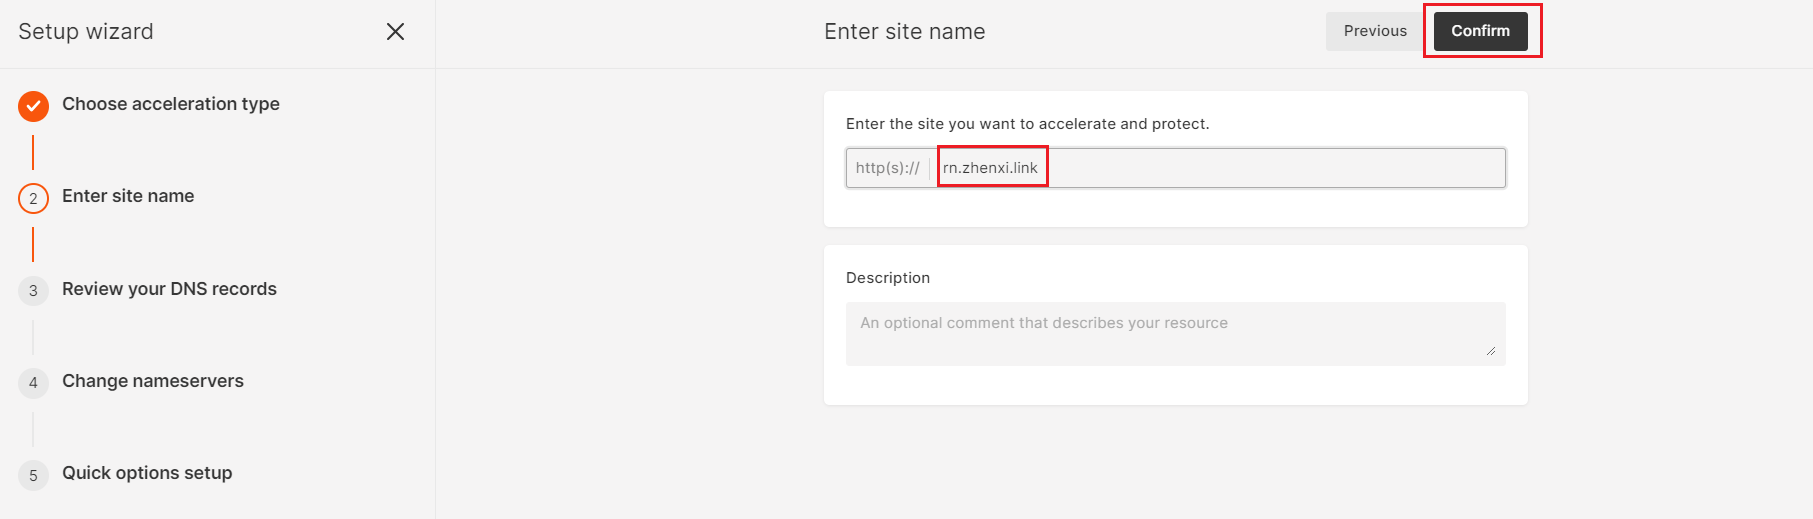 Setup wizard
Choose acceleration type
2
Enter site name
3
Review your DNS records
4
Change nameservers
5
Quick options setup
Enter site name
Previous
Confirm
Enter the site you want to accelerate and protect.
http(s)://
rn.zhenxi.link
Description
An optional comment that describes your resource